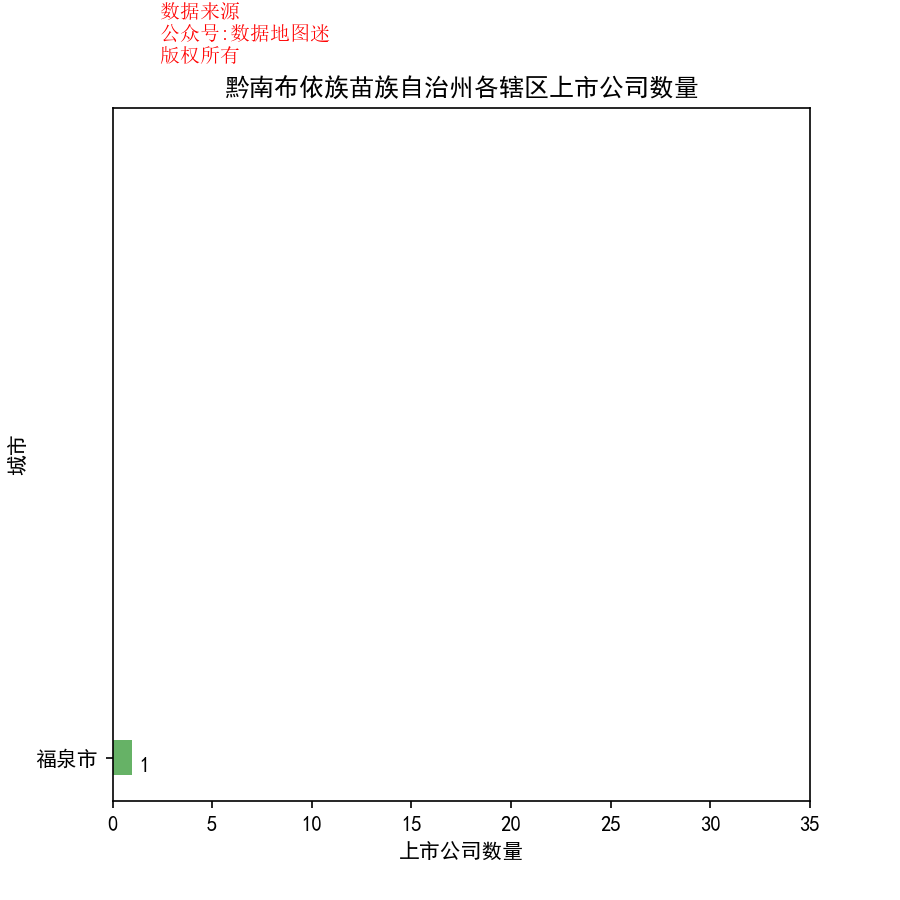 数据来源
公众号:数据地图迷
版权所有
黔南布依族苗族自治州各辖区上市公司数量
城市
福泉市
1
0 5 10 15 20 25 30 35
上市公司数量